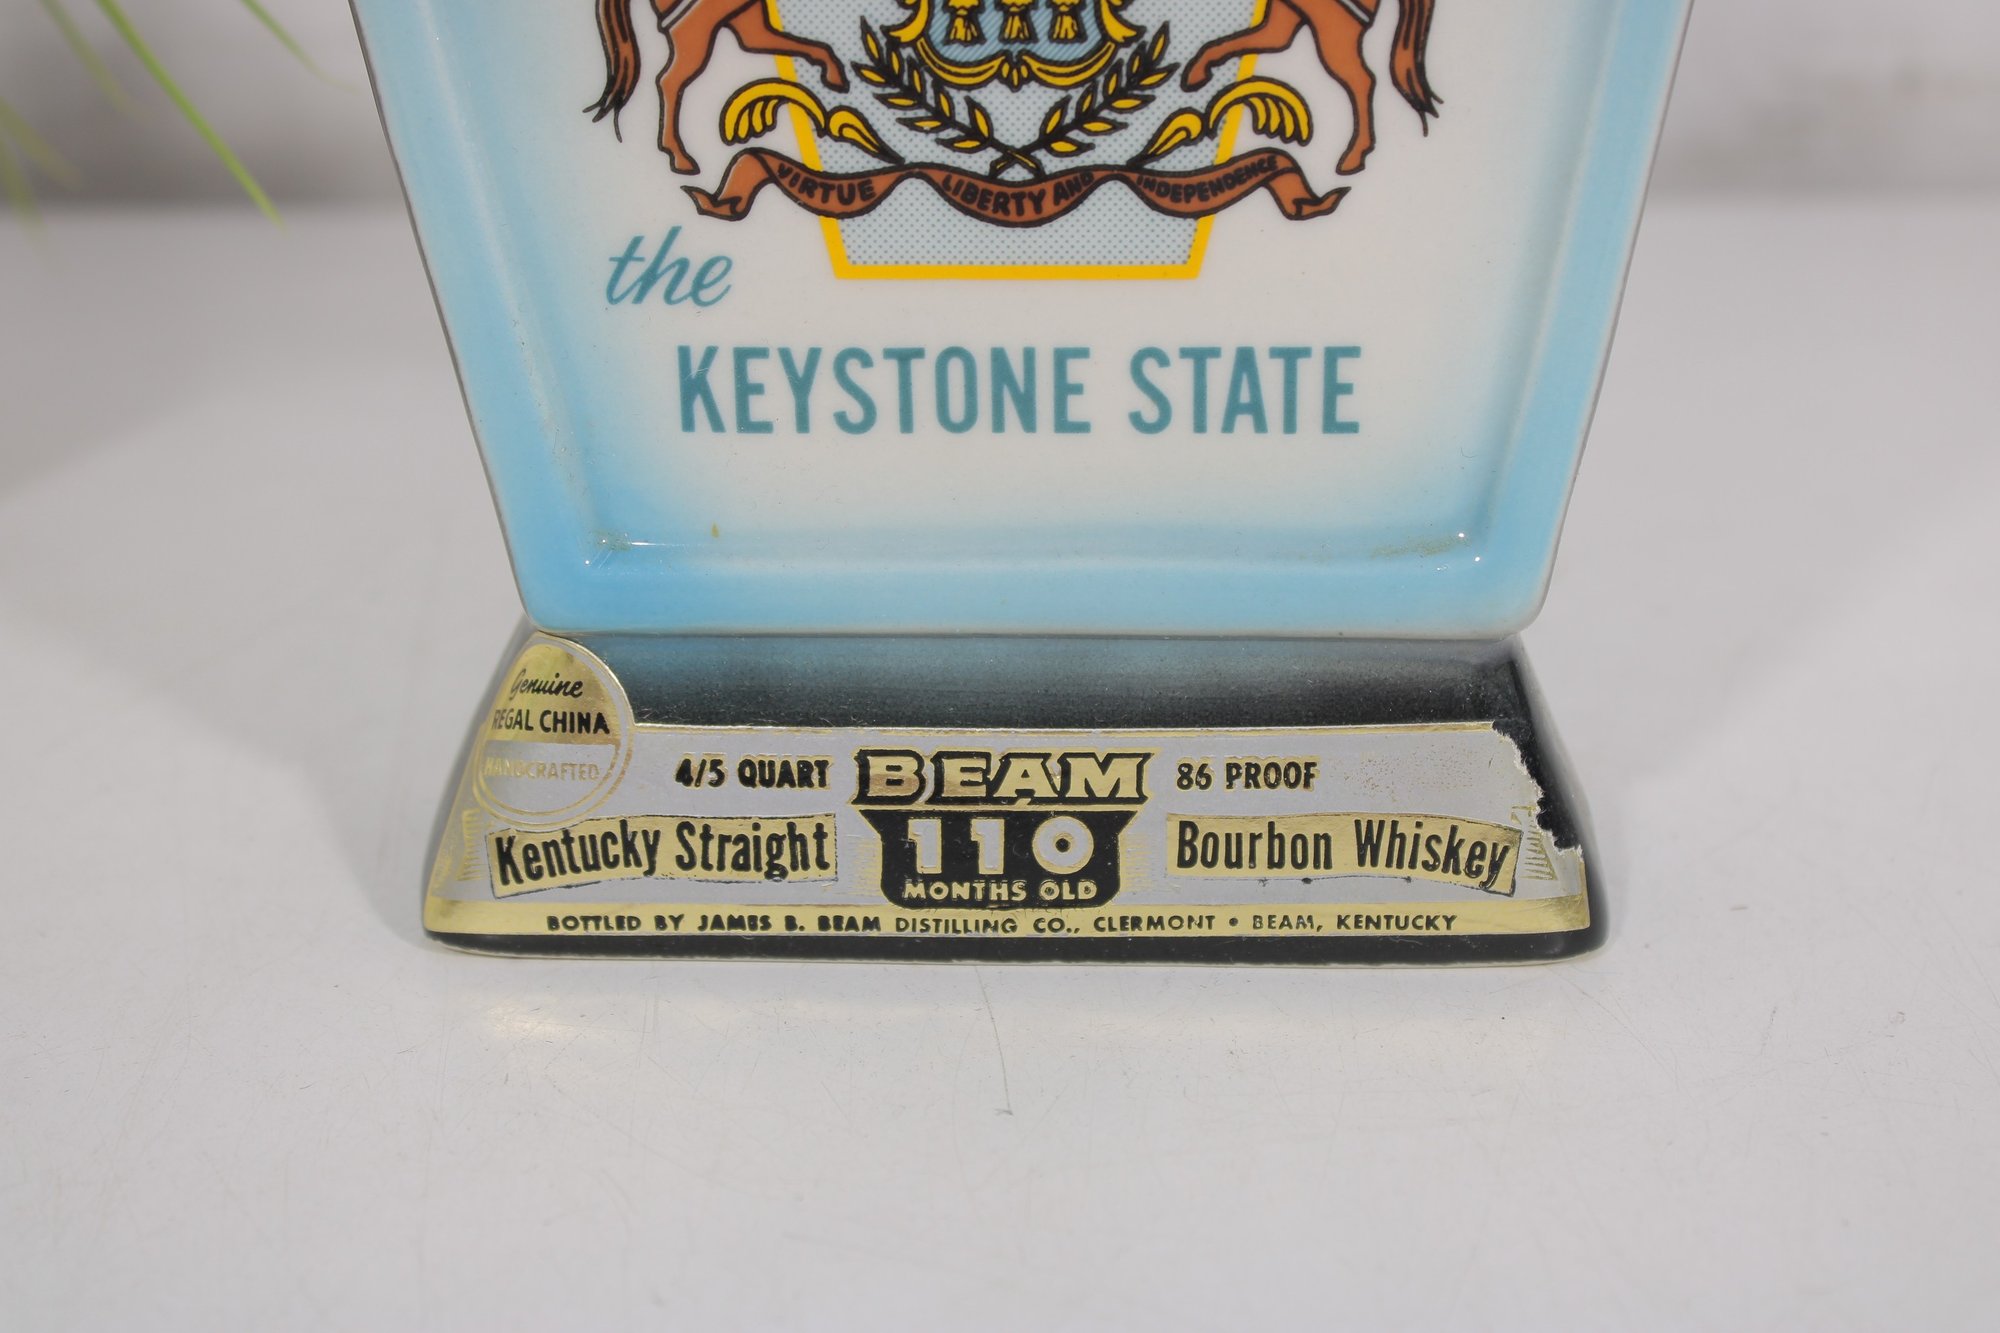 VIRTUE LIBERTY AND INDEPENDENCE
the
KEYSTONE STATE
Genuine
REGAL CHINA
HANDCRAFTED
4/5 QUART BEAM 86 PROOF
Kentucky Straight 110 Bourbon Whiskey
MONTHS OLD
BOTTLED BY JAMES B. BEAM DISTILLING CO., CLERMONT • BEAM, KENTUCKY